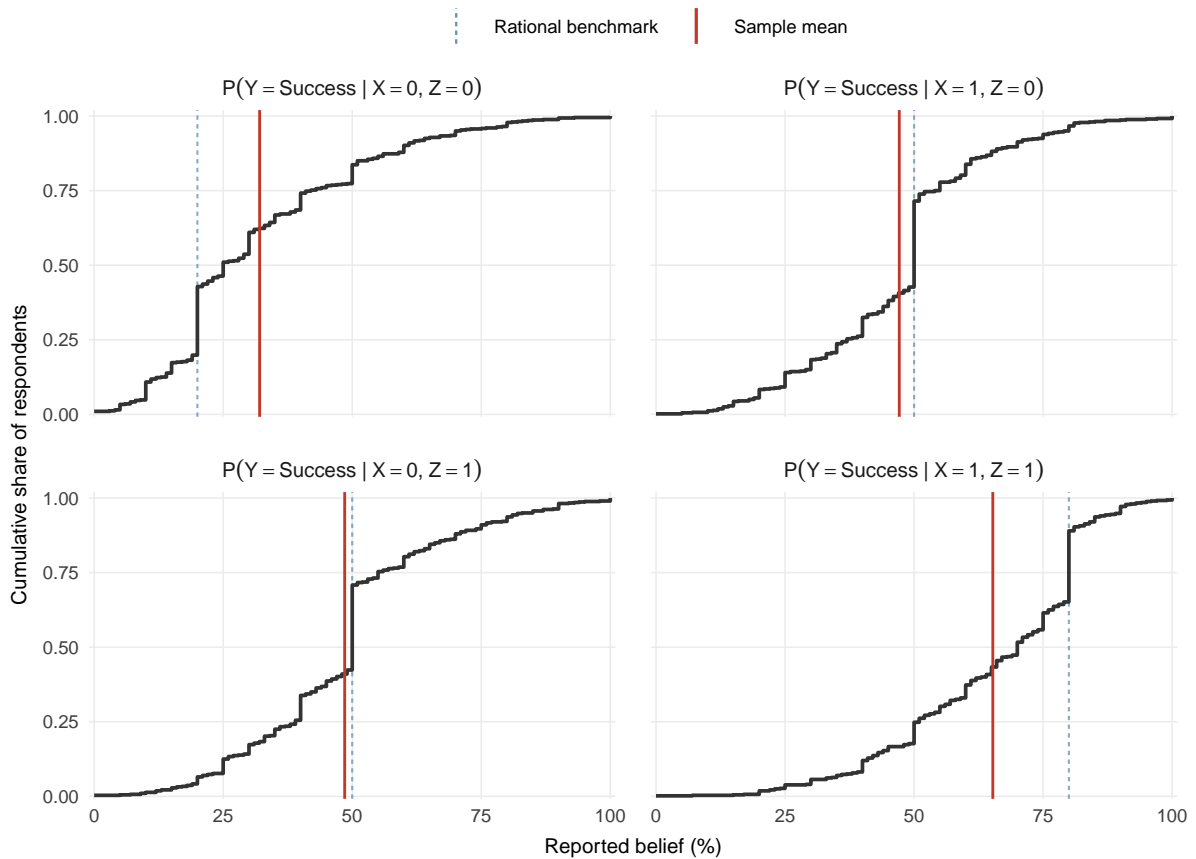 Rational benchmark Sample mean
P(Y = Success | X = 0, Z = 0)
P(Y = Success | X = 1, Z = 0)
1.00
0.75
0.50
0.25
0.00
P(Y = Success | X = 0, Z = 1)
P(Y = Success | X = 1, Z = 1)
1.00
0.75
0.50
0.25
0.00
0 25 50 75 100
0 25 50 75 100
Cumulative share of respondents
Reported belief (%)